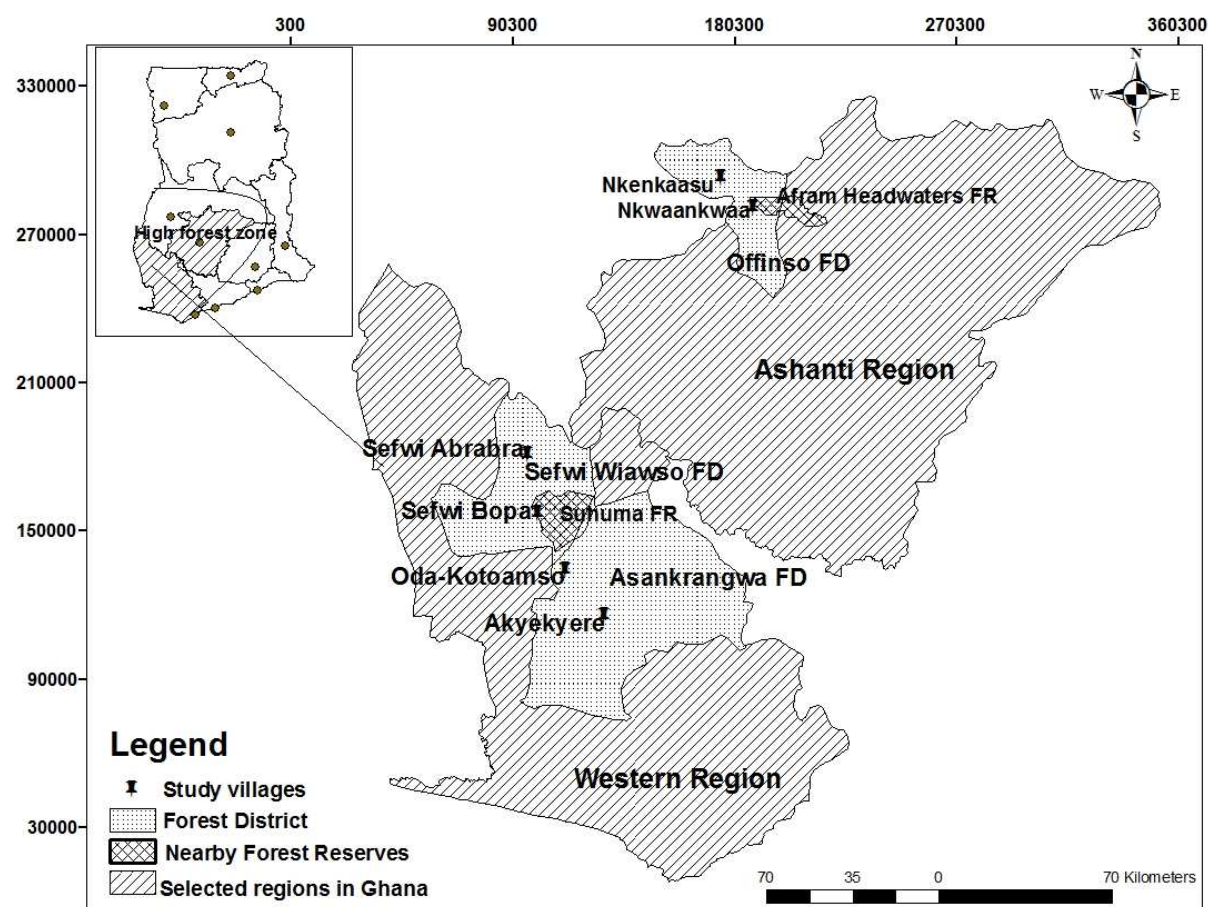 300 90300 180300 270300 360300
330000
270000
210000
150000
90000
30000
N
W E
S
High forest zone
Nkenkaasu
Nkwaankwaa
Afram Headwaters FR
Offinso FD
Ashanti Region
Sefwi Abrabra
Sefwi Wiawso FD
Sefwi Bopa
Suhuma FR
Oda-Kotoamso
Asankrangwa FD
Akyekyere
Western Region
Legend
Study villages
Forest District
Nearby Forest Reserves
Selected regions in Ghana
70 35 0 70 Kilometers